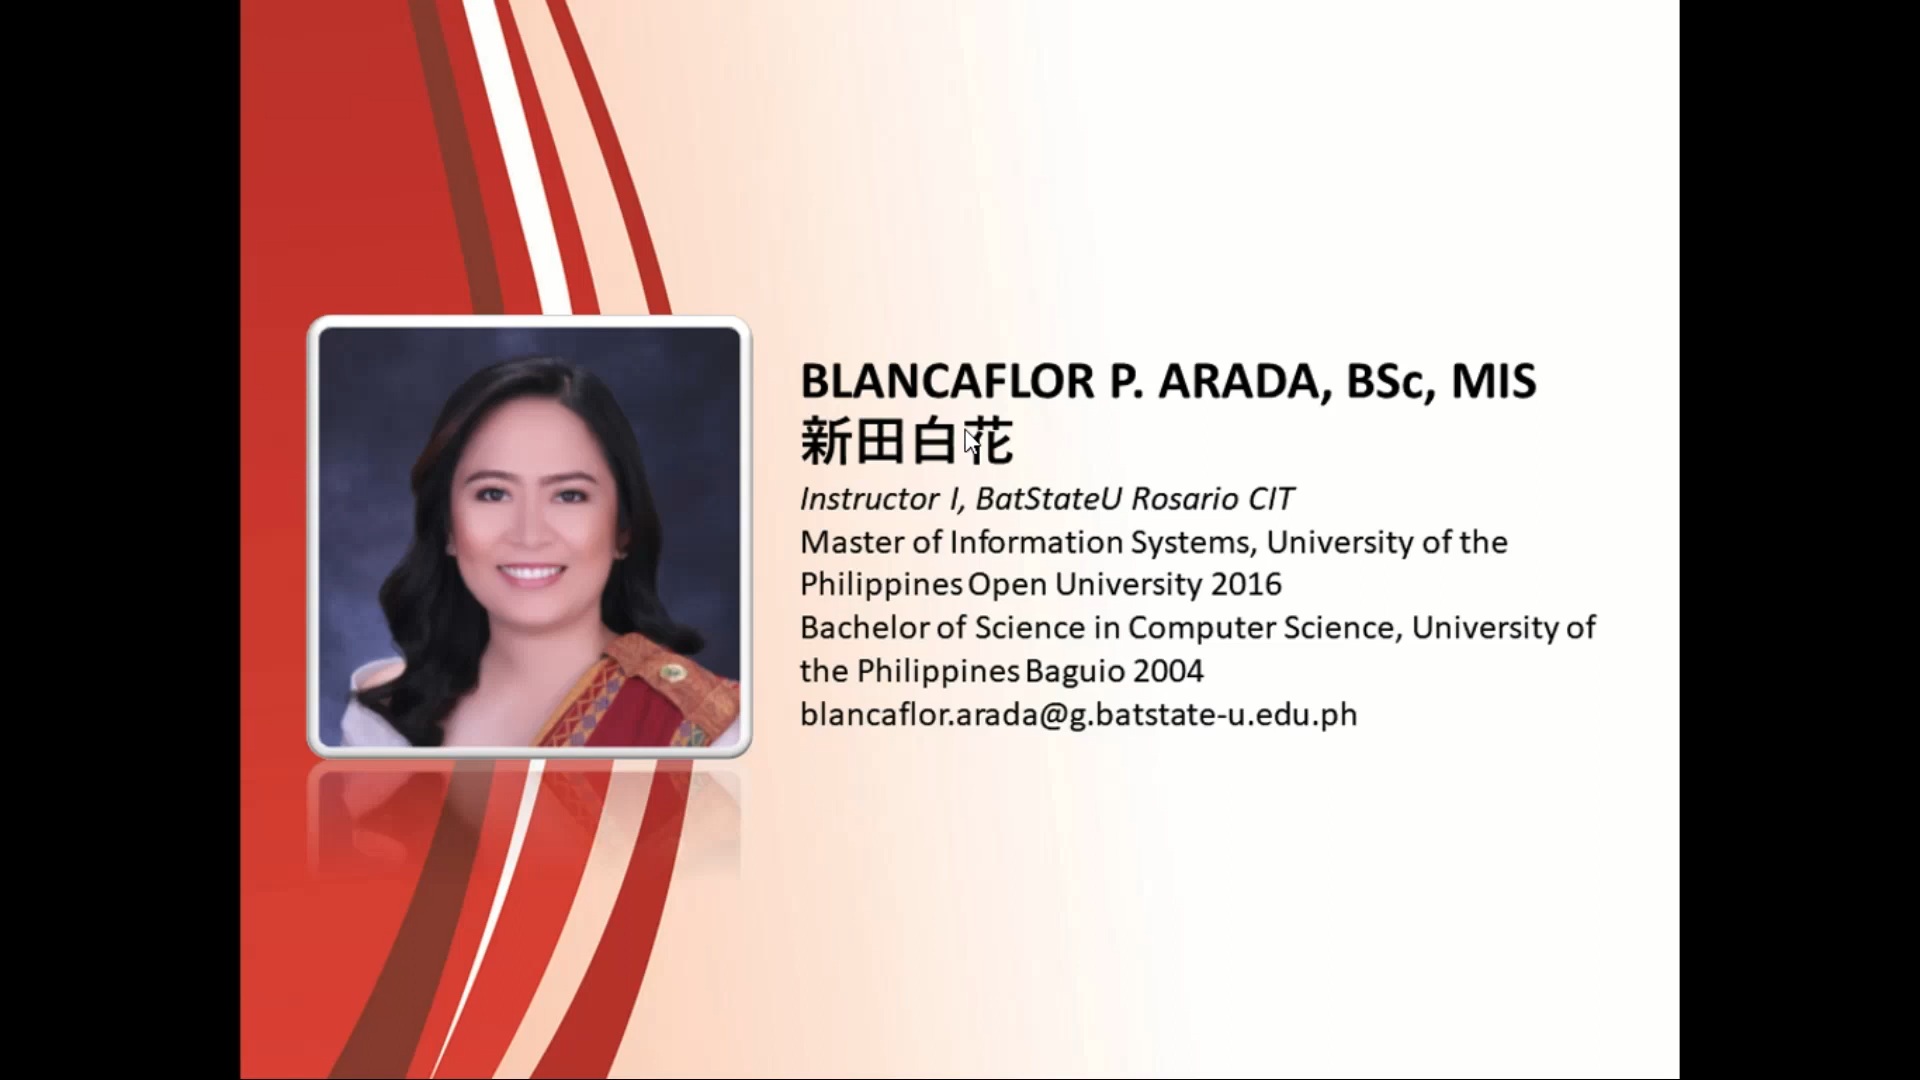 BLANCAFLOR P. ARADA, BSc, MIS
新田白花
Instructor I, BatStateU Rosario CIT
Master of Information Systems, University of the
Philippines Open University 2016
Bachelor of Science in Computer Science, University of
the Philippines Baguio 2004
blancaflor.arada@g.batstate-u.edu.ph